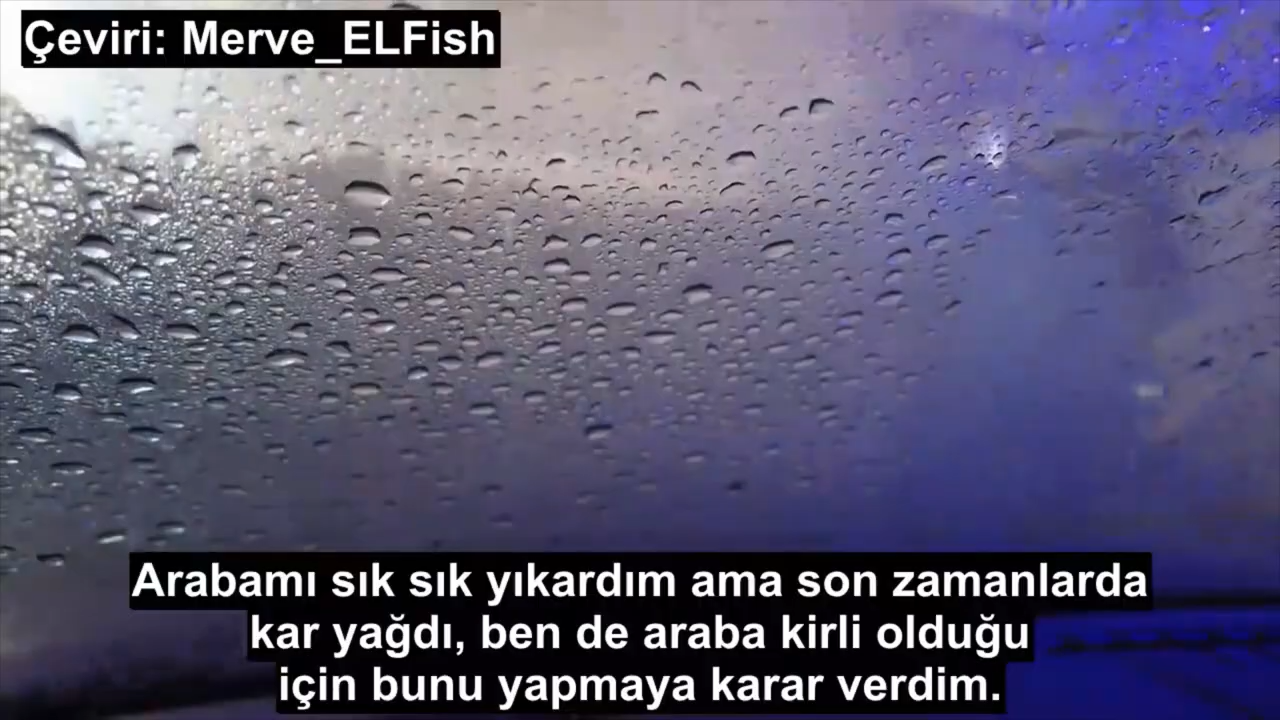 Çeviri: Merve_ELFish
Arabamı sık sık yıkardım ama son zamanlarda
kar yağdı, ben de araba kirli olduğu
için bunu yapmaya karar verdim.